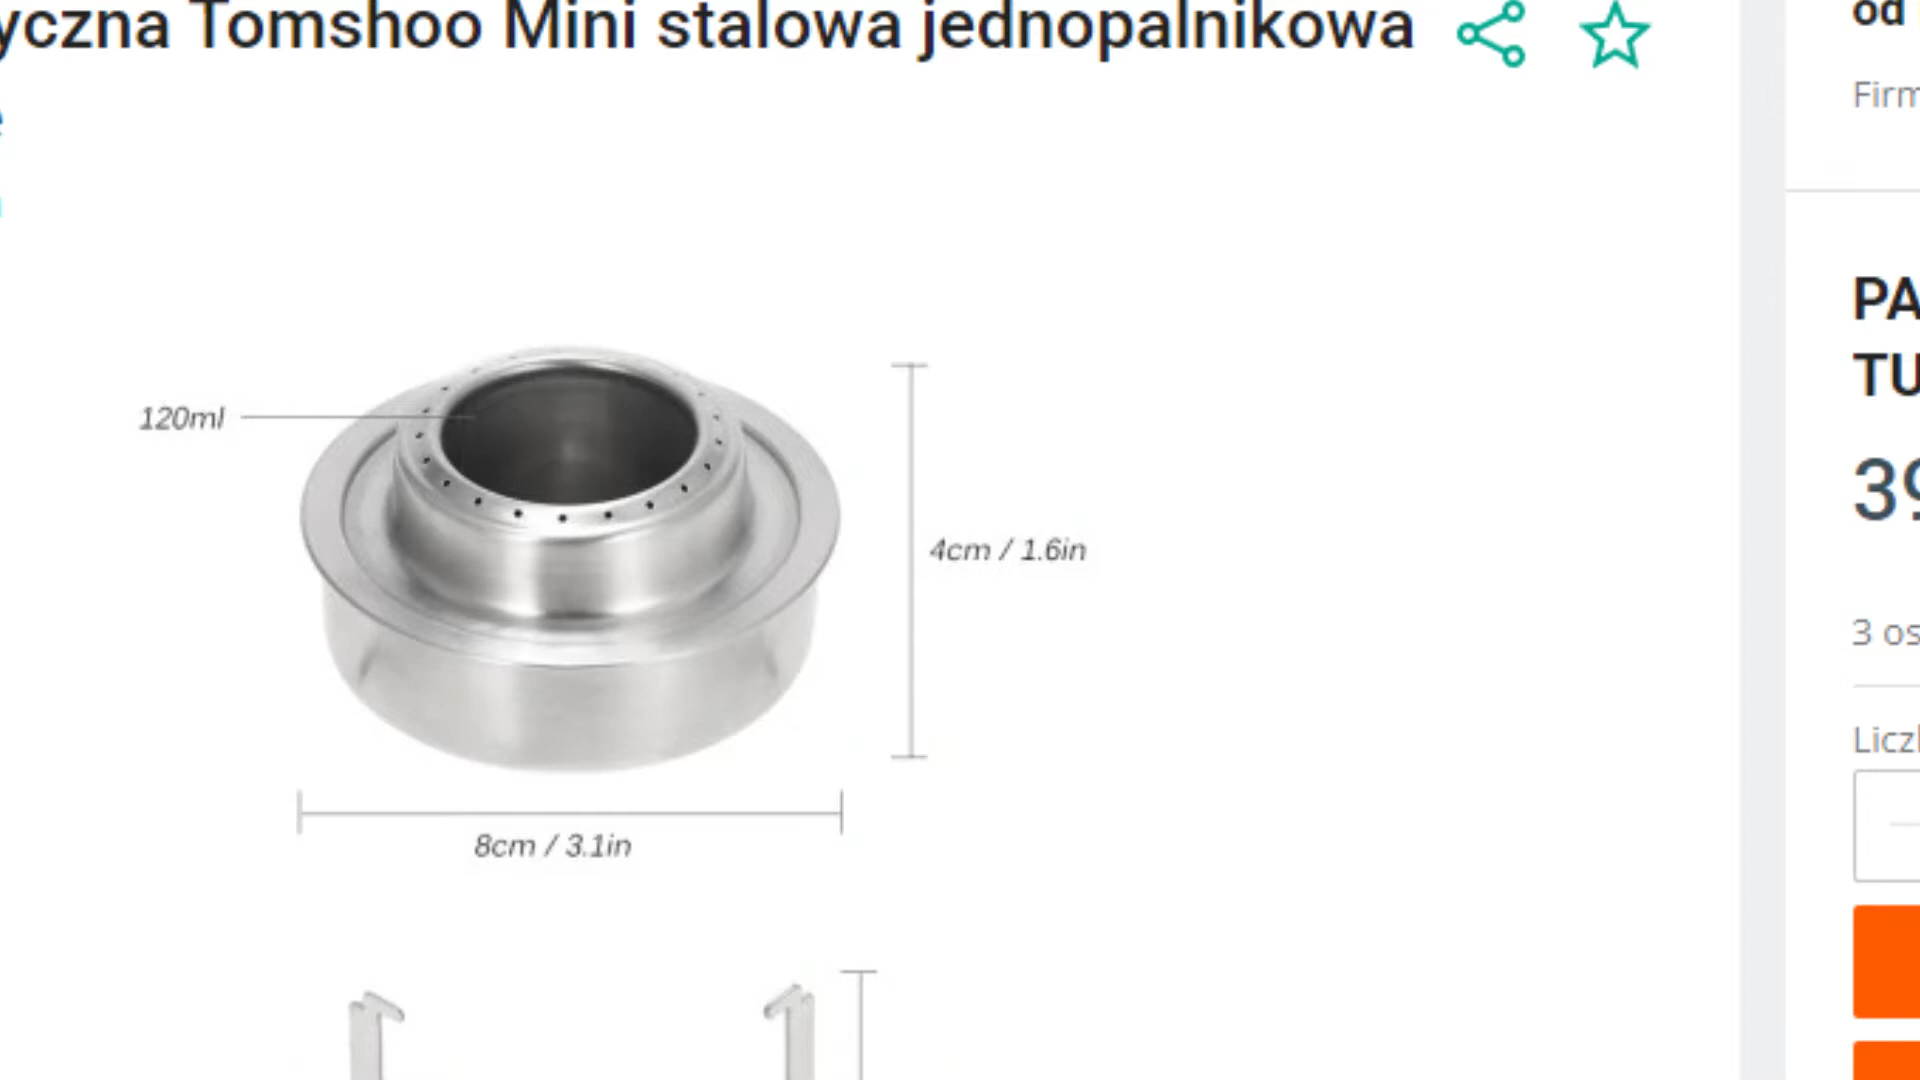 yczna Tomshoo Mini stalowa jednopalnikowa
od
Firm
120ml
4cm / 1.6in
8cm / 3.1in
PA
TU
39
3 os
Licz